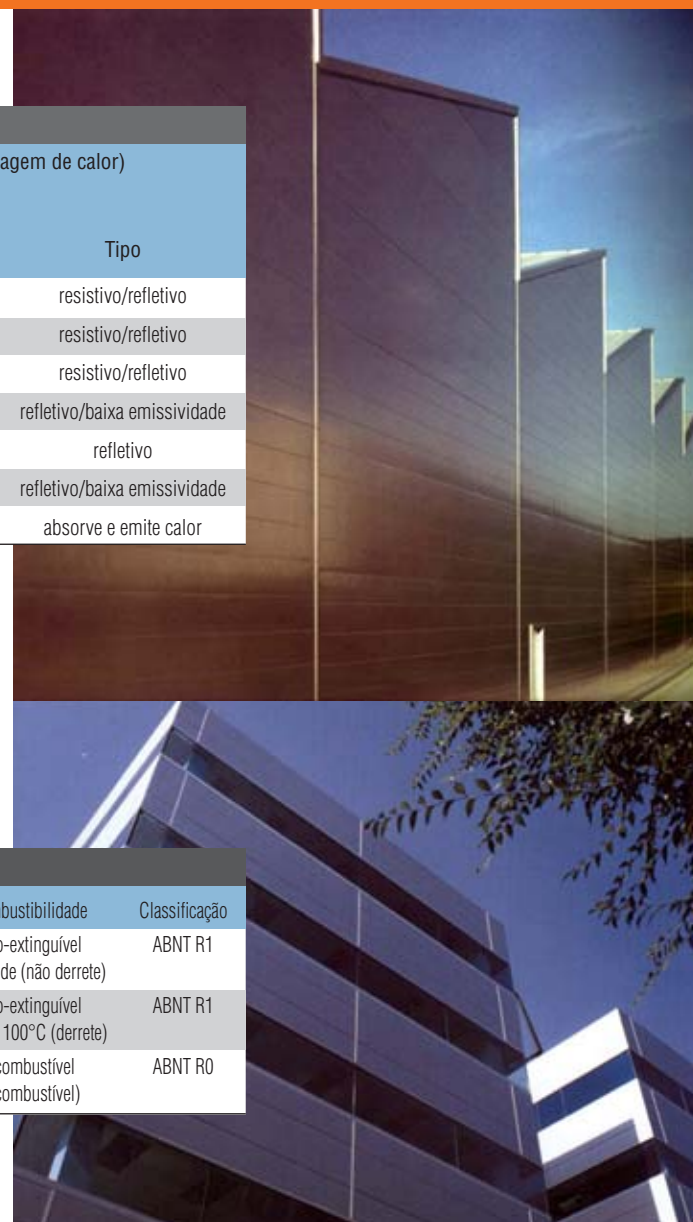 agem de calor)
Tipo
resistivo/refletivo
resistivo/refletivo
resistivo/refletivo
refletivo/baixa emissividade
refletivo
refletivo/baixa emissividade
absorve e emite calor
bustibilidade Classificação
o-extinguível ABNT R1
de (não derrete)
o-extinguível ABNT R1
100°C (derrete)
combustível ABNT R0
combustível)